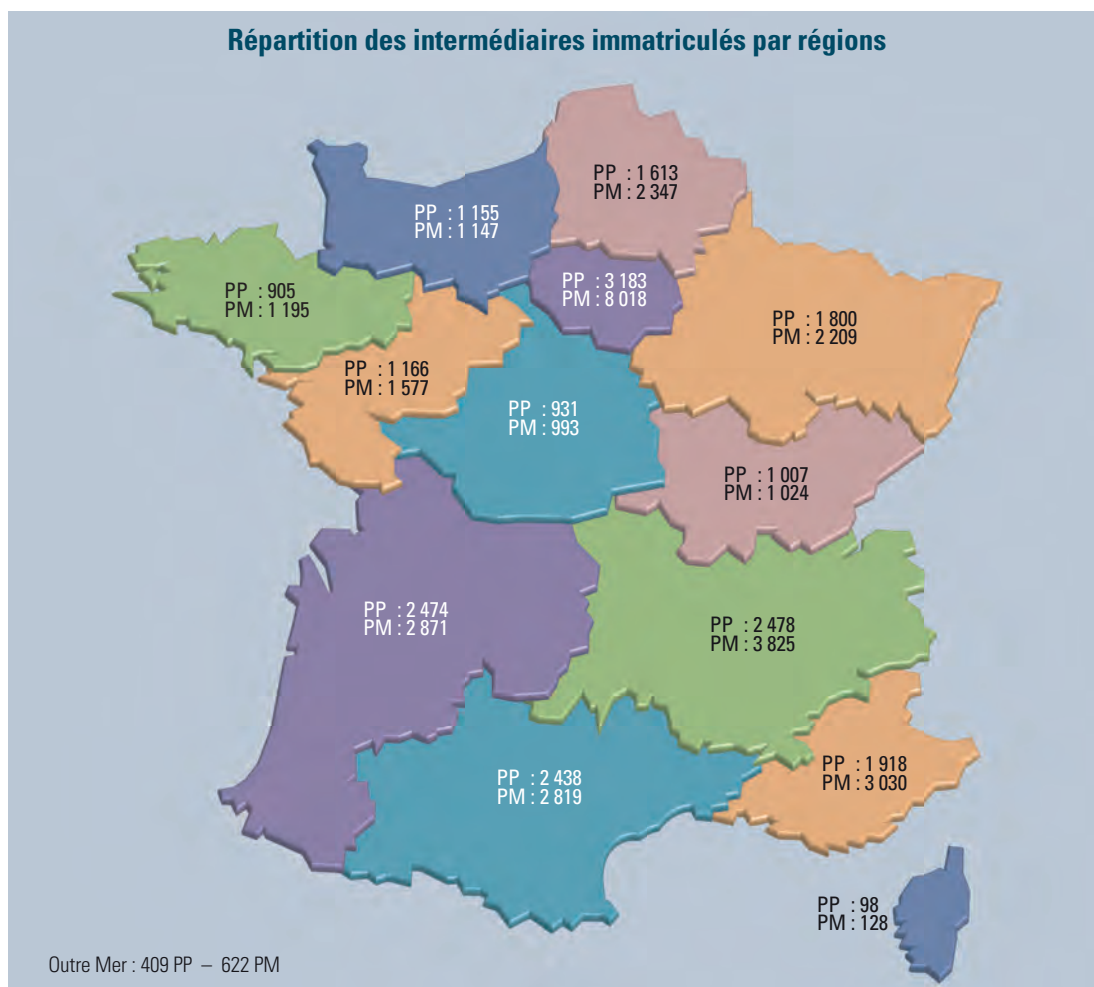 Répartition des intermédiaires immatriculés par régions
PP : 1 613
PM : 2 347
PP : 1 155
PM : 1 147
PP : 3 183
PM : 8 018
PP : 905
PM : 1 195
PP : 1 800
PM : 2 209
PP : 1 166
PM : 1 577
PP : 931
PM : 993
PP : 1 007
PM : 1 024
PP : 2 474
PM : 2 871
PP : 2 478
PM : 3 825
PP : 2 438
PM : 2 819
PP : 1 918
PM : 3 030
PP : 98
PM : 128
Outre Mer : 409 PP – 622 PM